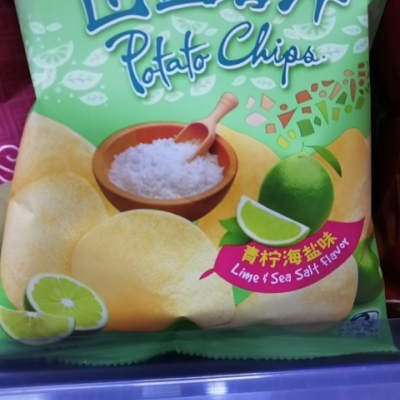 Potato Chips
青柠海盐味
Lime & Sea Salt Flavor